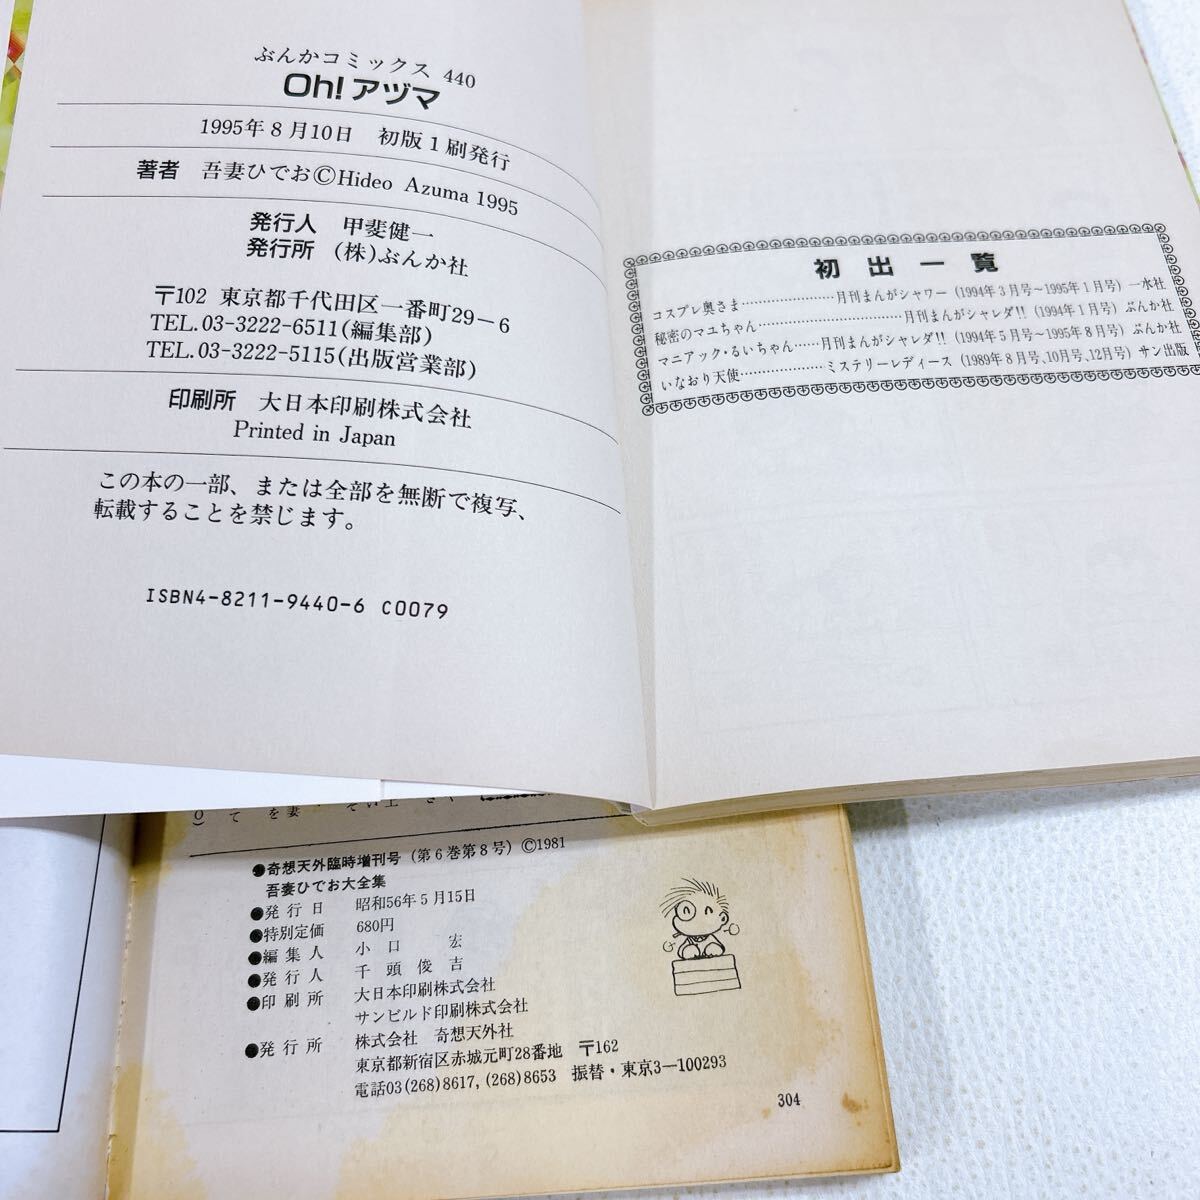 ぶんかコミックス 440
Oh! アヅマ
1995年8月10日　初版1刷発行
著者　吾妻ひでお©Hideo Azuma 1995
発行人　甲斐健一
発行所　(株)ぶんか社
〒102 東京都千代田区一番町29－6
TEL.03-3222-6511(編集部)
TEL.03-3222-5115(出版営業部)
印刷所　大日本印刷株式会社
Printed in Japan
この本の一部、または全部を無断で複写、
転載することを禁じます。
ISBN4-8211-9440-6 C0079
初出一覧
コスプレ奥さま……………………月刊まんがシャワー (1994年3月号～1995年1月号) 一水社
秘密のマユちゃん……………………月刊まんがシャレダ!! (1994年1月号) ぶんか社
マニアック・るいちゃん……月刊まんがシャレダ!! (1994年5月号～1995年8月号) ぶんか社
いなおり天使………………ミステリーレディース (1989年8月号、10月号、12月号) サン出版
●奇想天外臨時増刊号 (第6巻第8号) ©1981
吾妻ひでお大全集
●発行日　昭和56年5月15日
●特別定価　680円
●編集人　小口　宏
●発行人　千頭俊吉
●印刷所　大日本印刷株式会社
サンビルド印刷株式会社
●発行所　株式会社　奇想天外社
東京都新宿区赤城元町28番地　〒162
電話03(268)8617, (268)8653　振替・東京3―100293
304